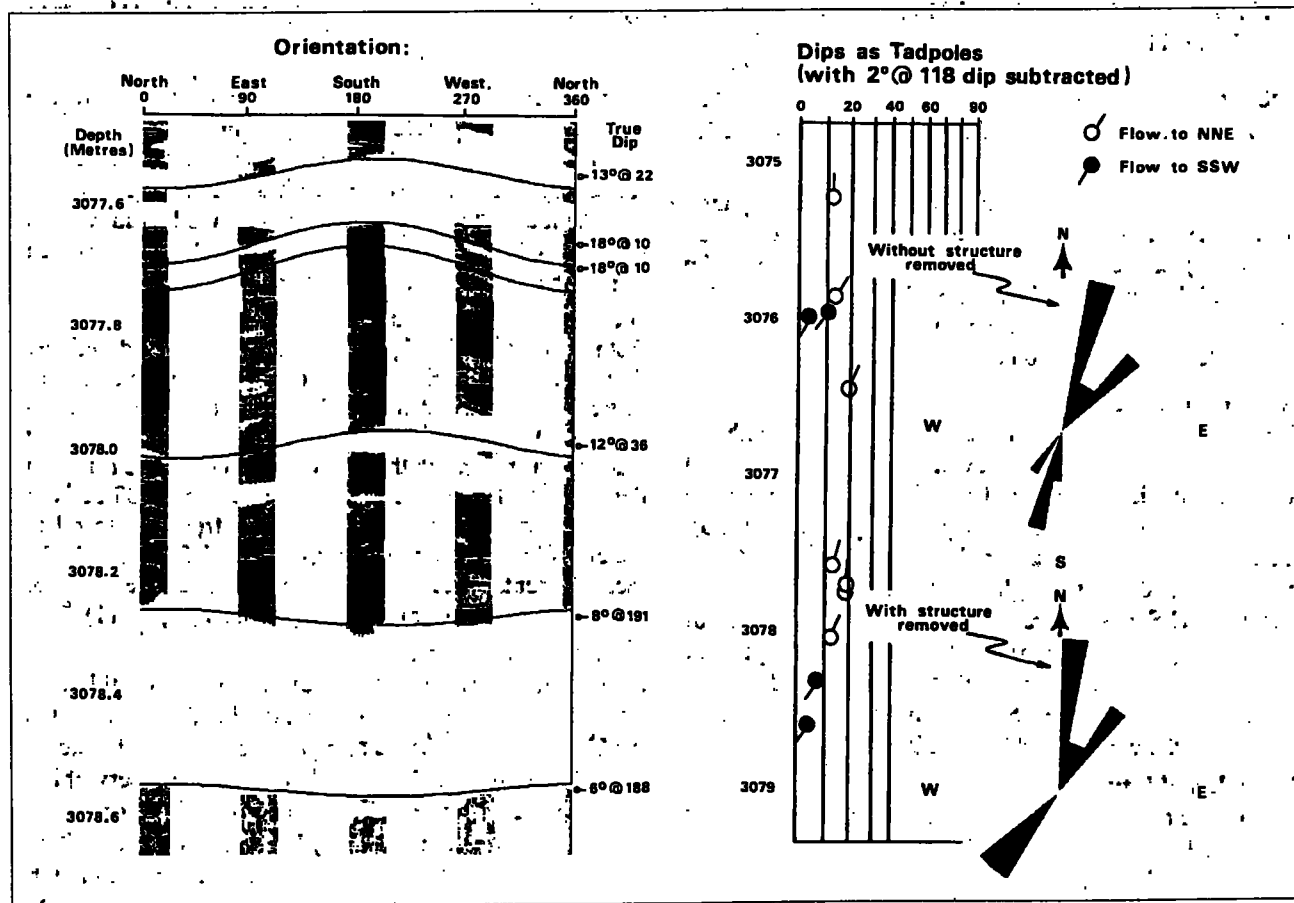 Orientation:
North East South West. North
0 90 180 270 360
Depth
(Metres)
True
Dip
13°@22
3077.6
18°@10
18°@10
3077.8
3078.0
12°@36
3078.2
8°@191
3078.4
6°@188
3078.6
Dips as Tadpoles
(with 2°@ 118 dip subtracted)
0 20 40 60 90
Flow to NNE
Flow to SSW
3075
3076
3077
3078
3079
Without structure
removed
N
W
E
S
With structure
removed
N
W
E